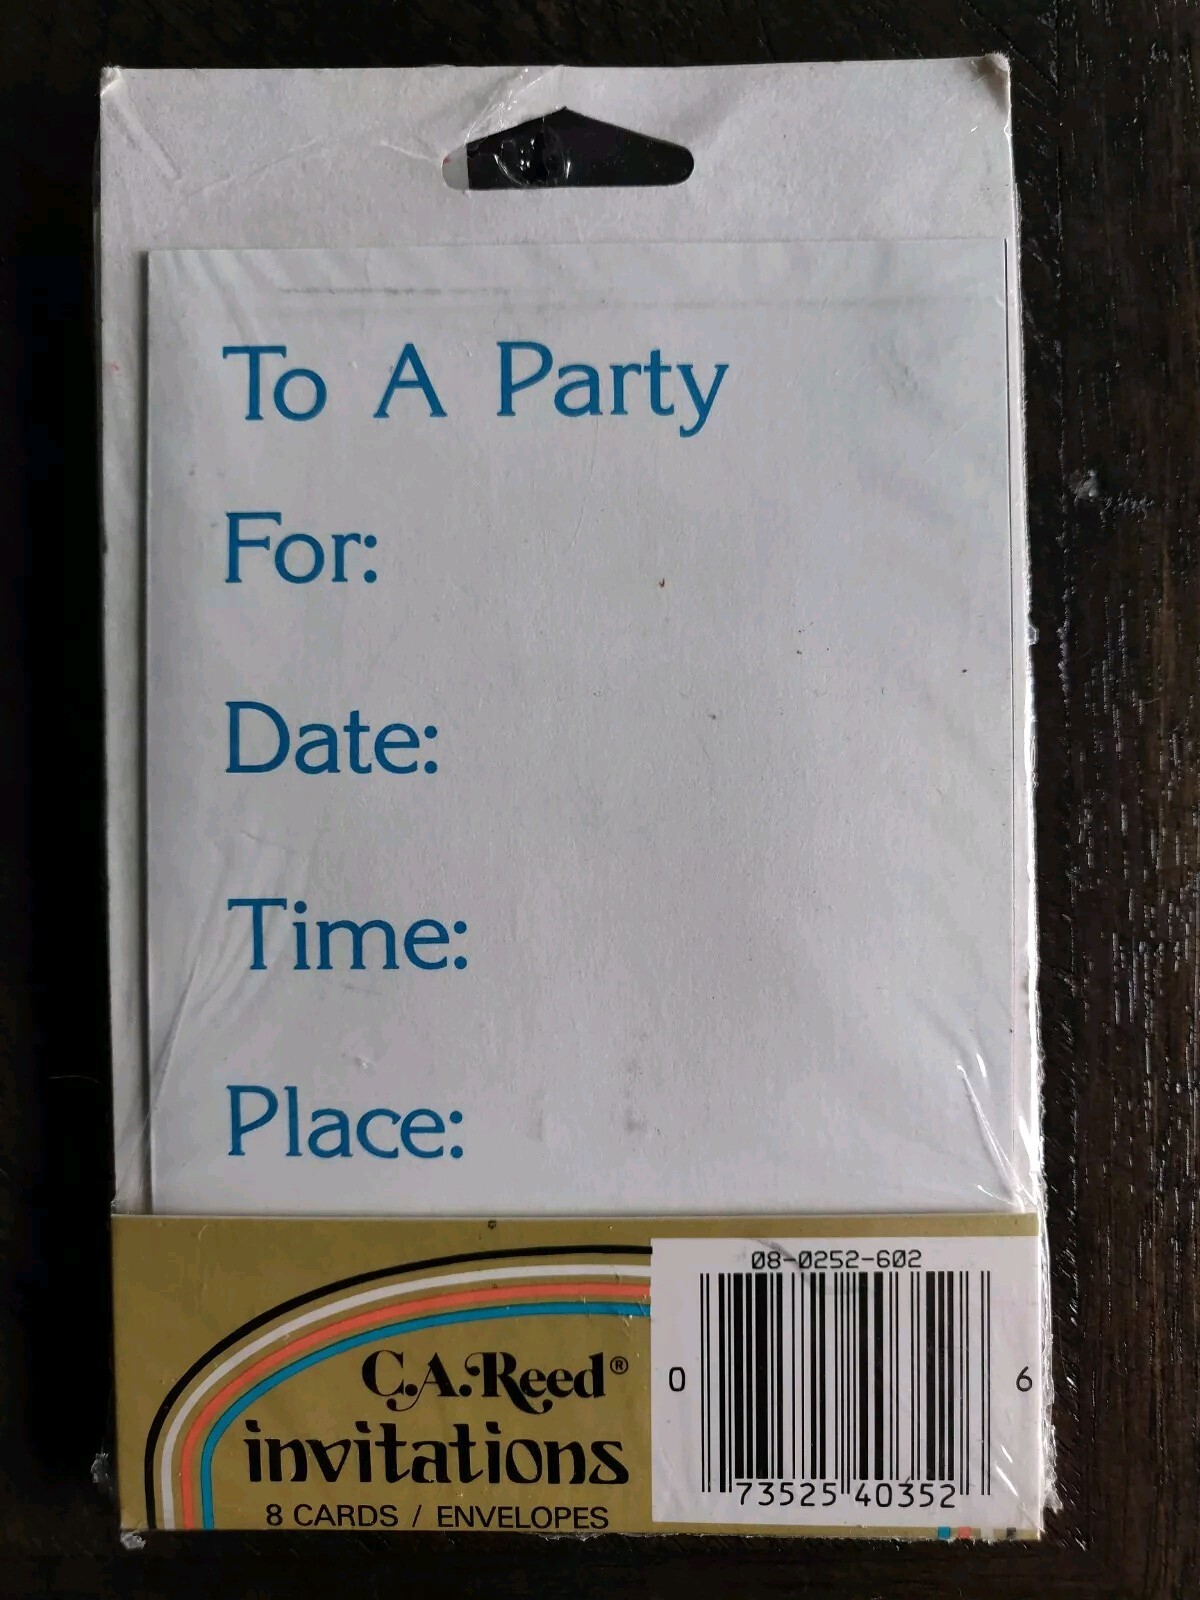 To A Party
For:
Date:
Time:
Place:
08-0252-602
C.A. Reed®
invitations
8 CARDS / ENVELOPES
0 73525 40352 6